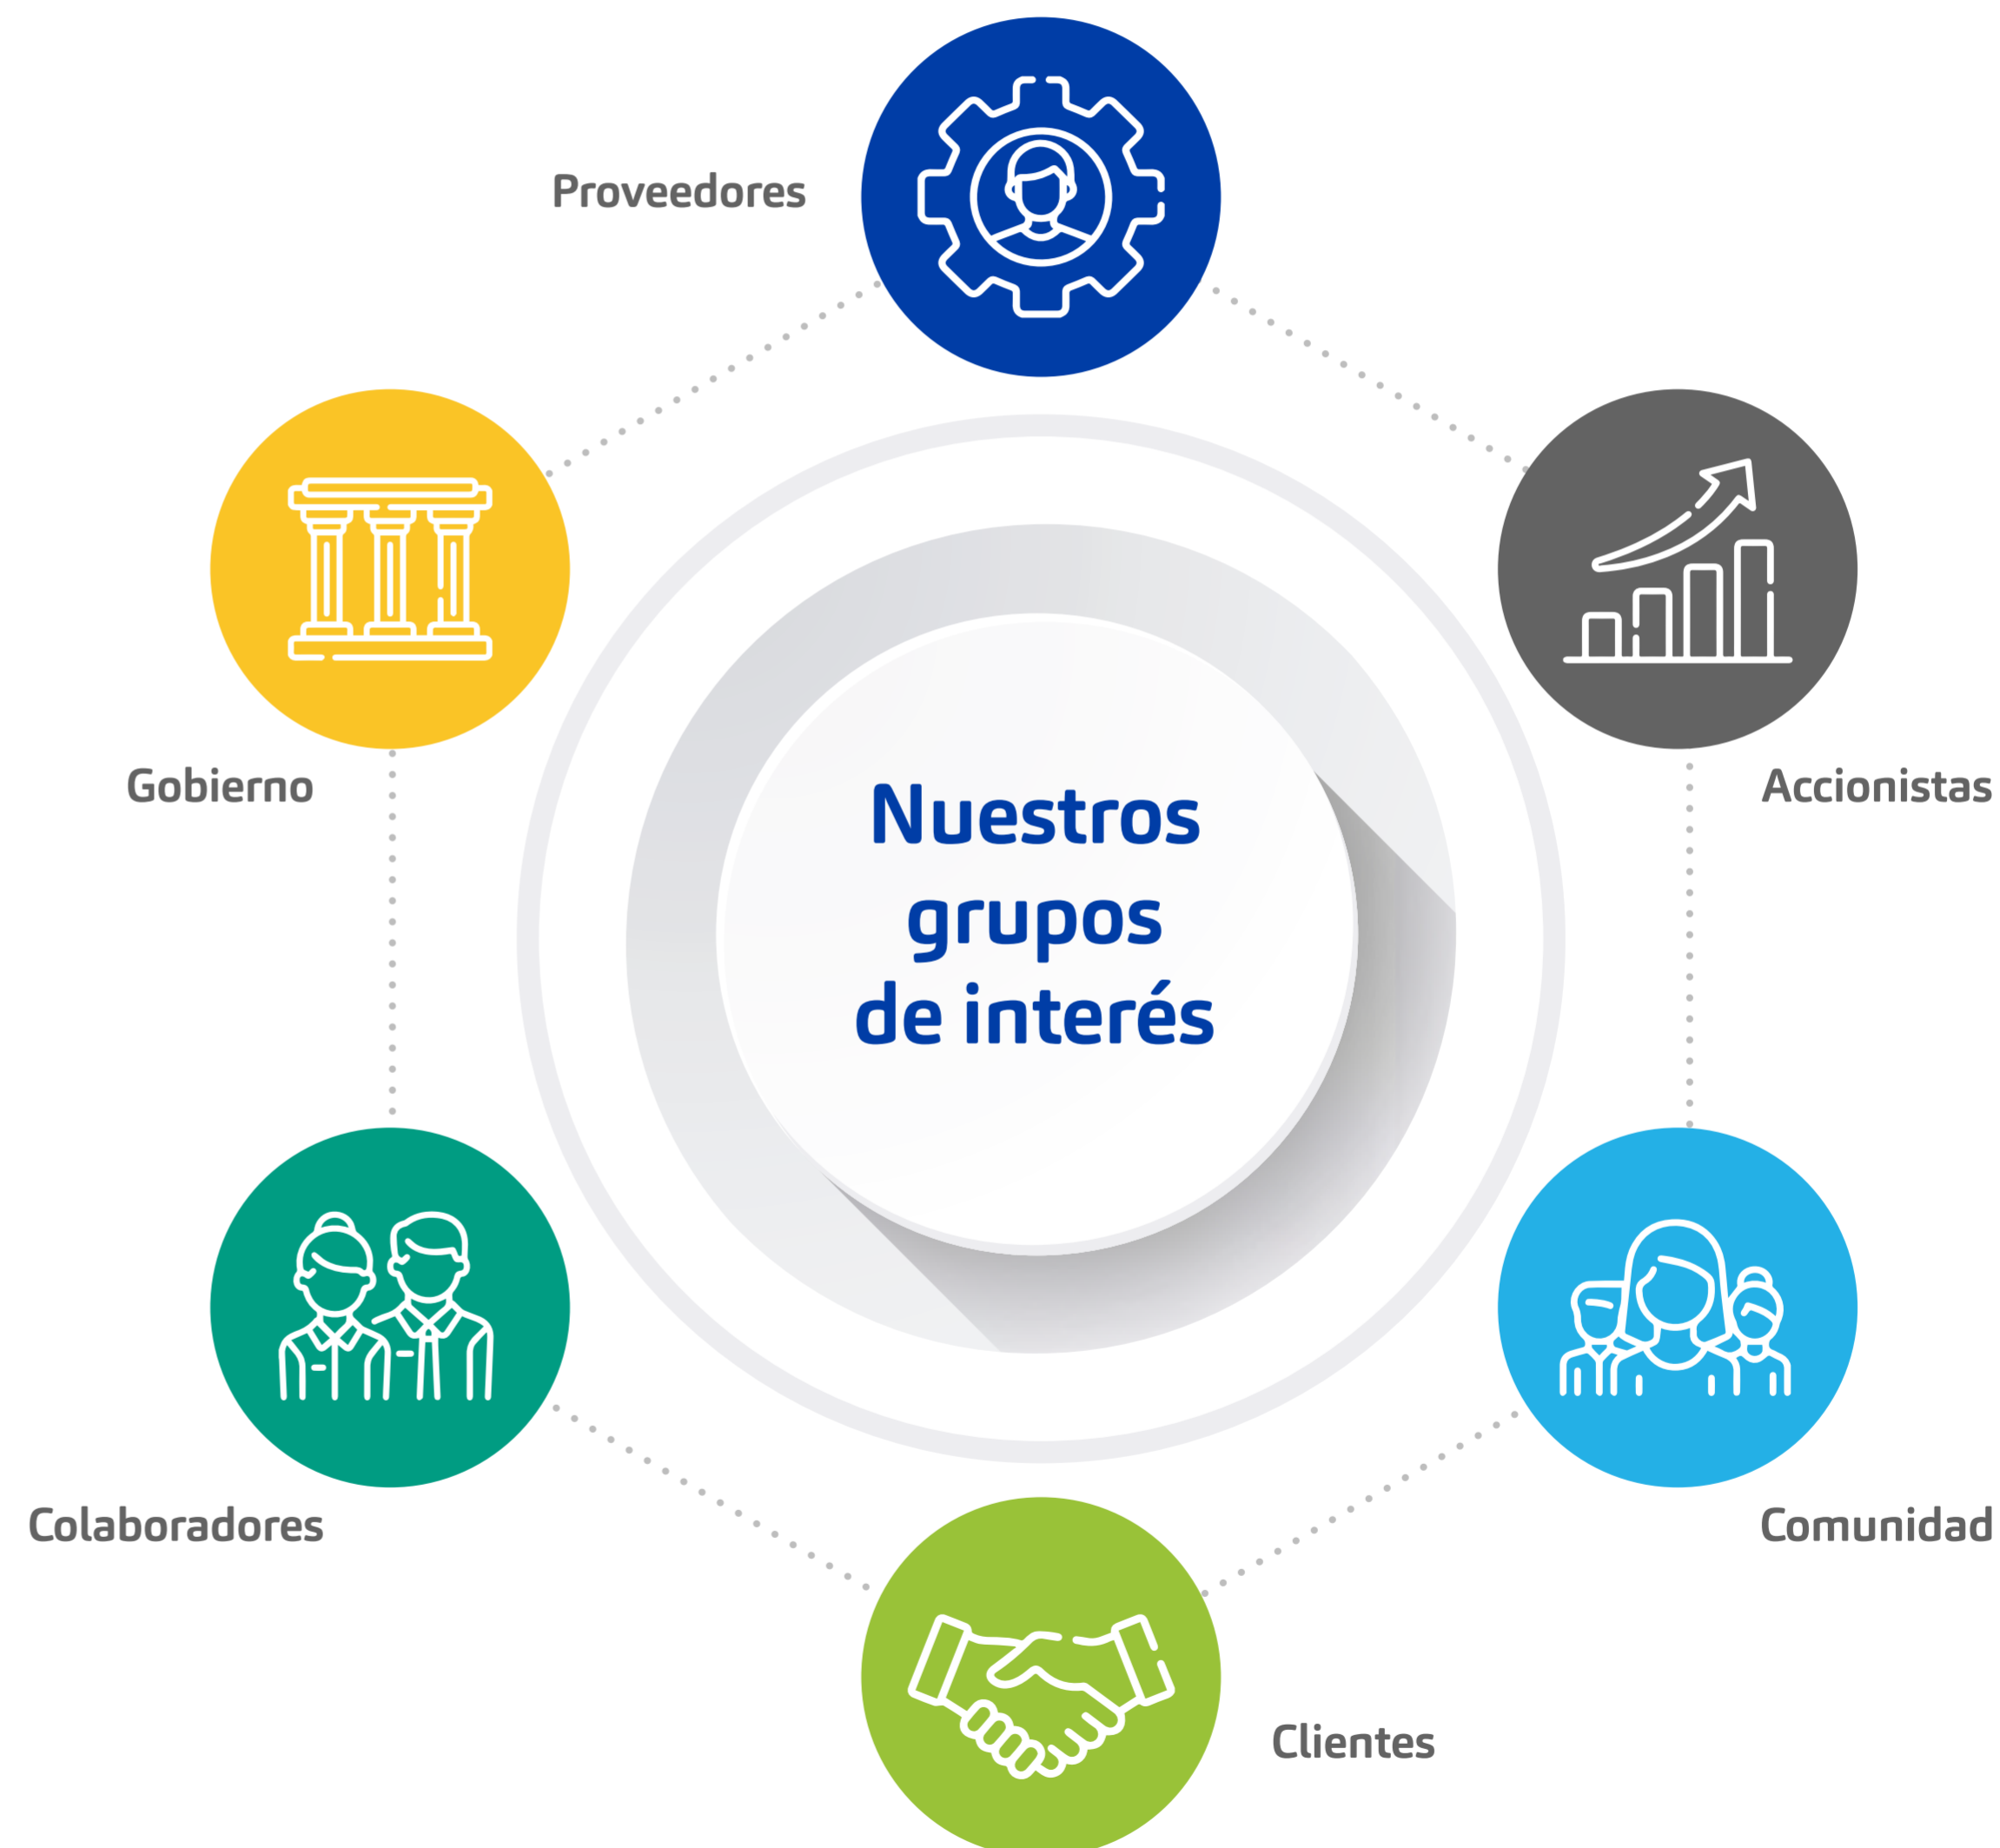 Proveedores
Gobierno
Accionistas
Nuestros
grupos
de interés
Colaboradores
Comunidad
Clientes